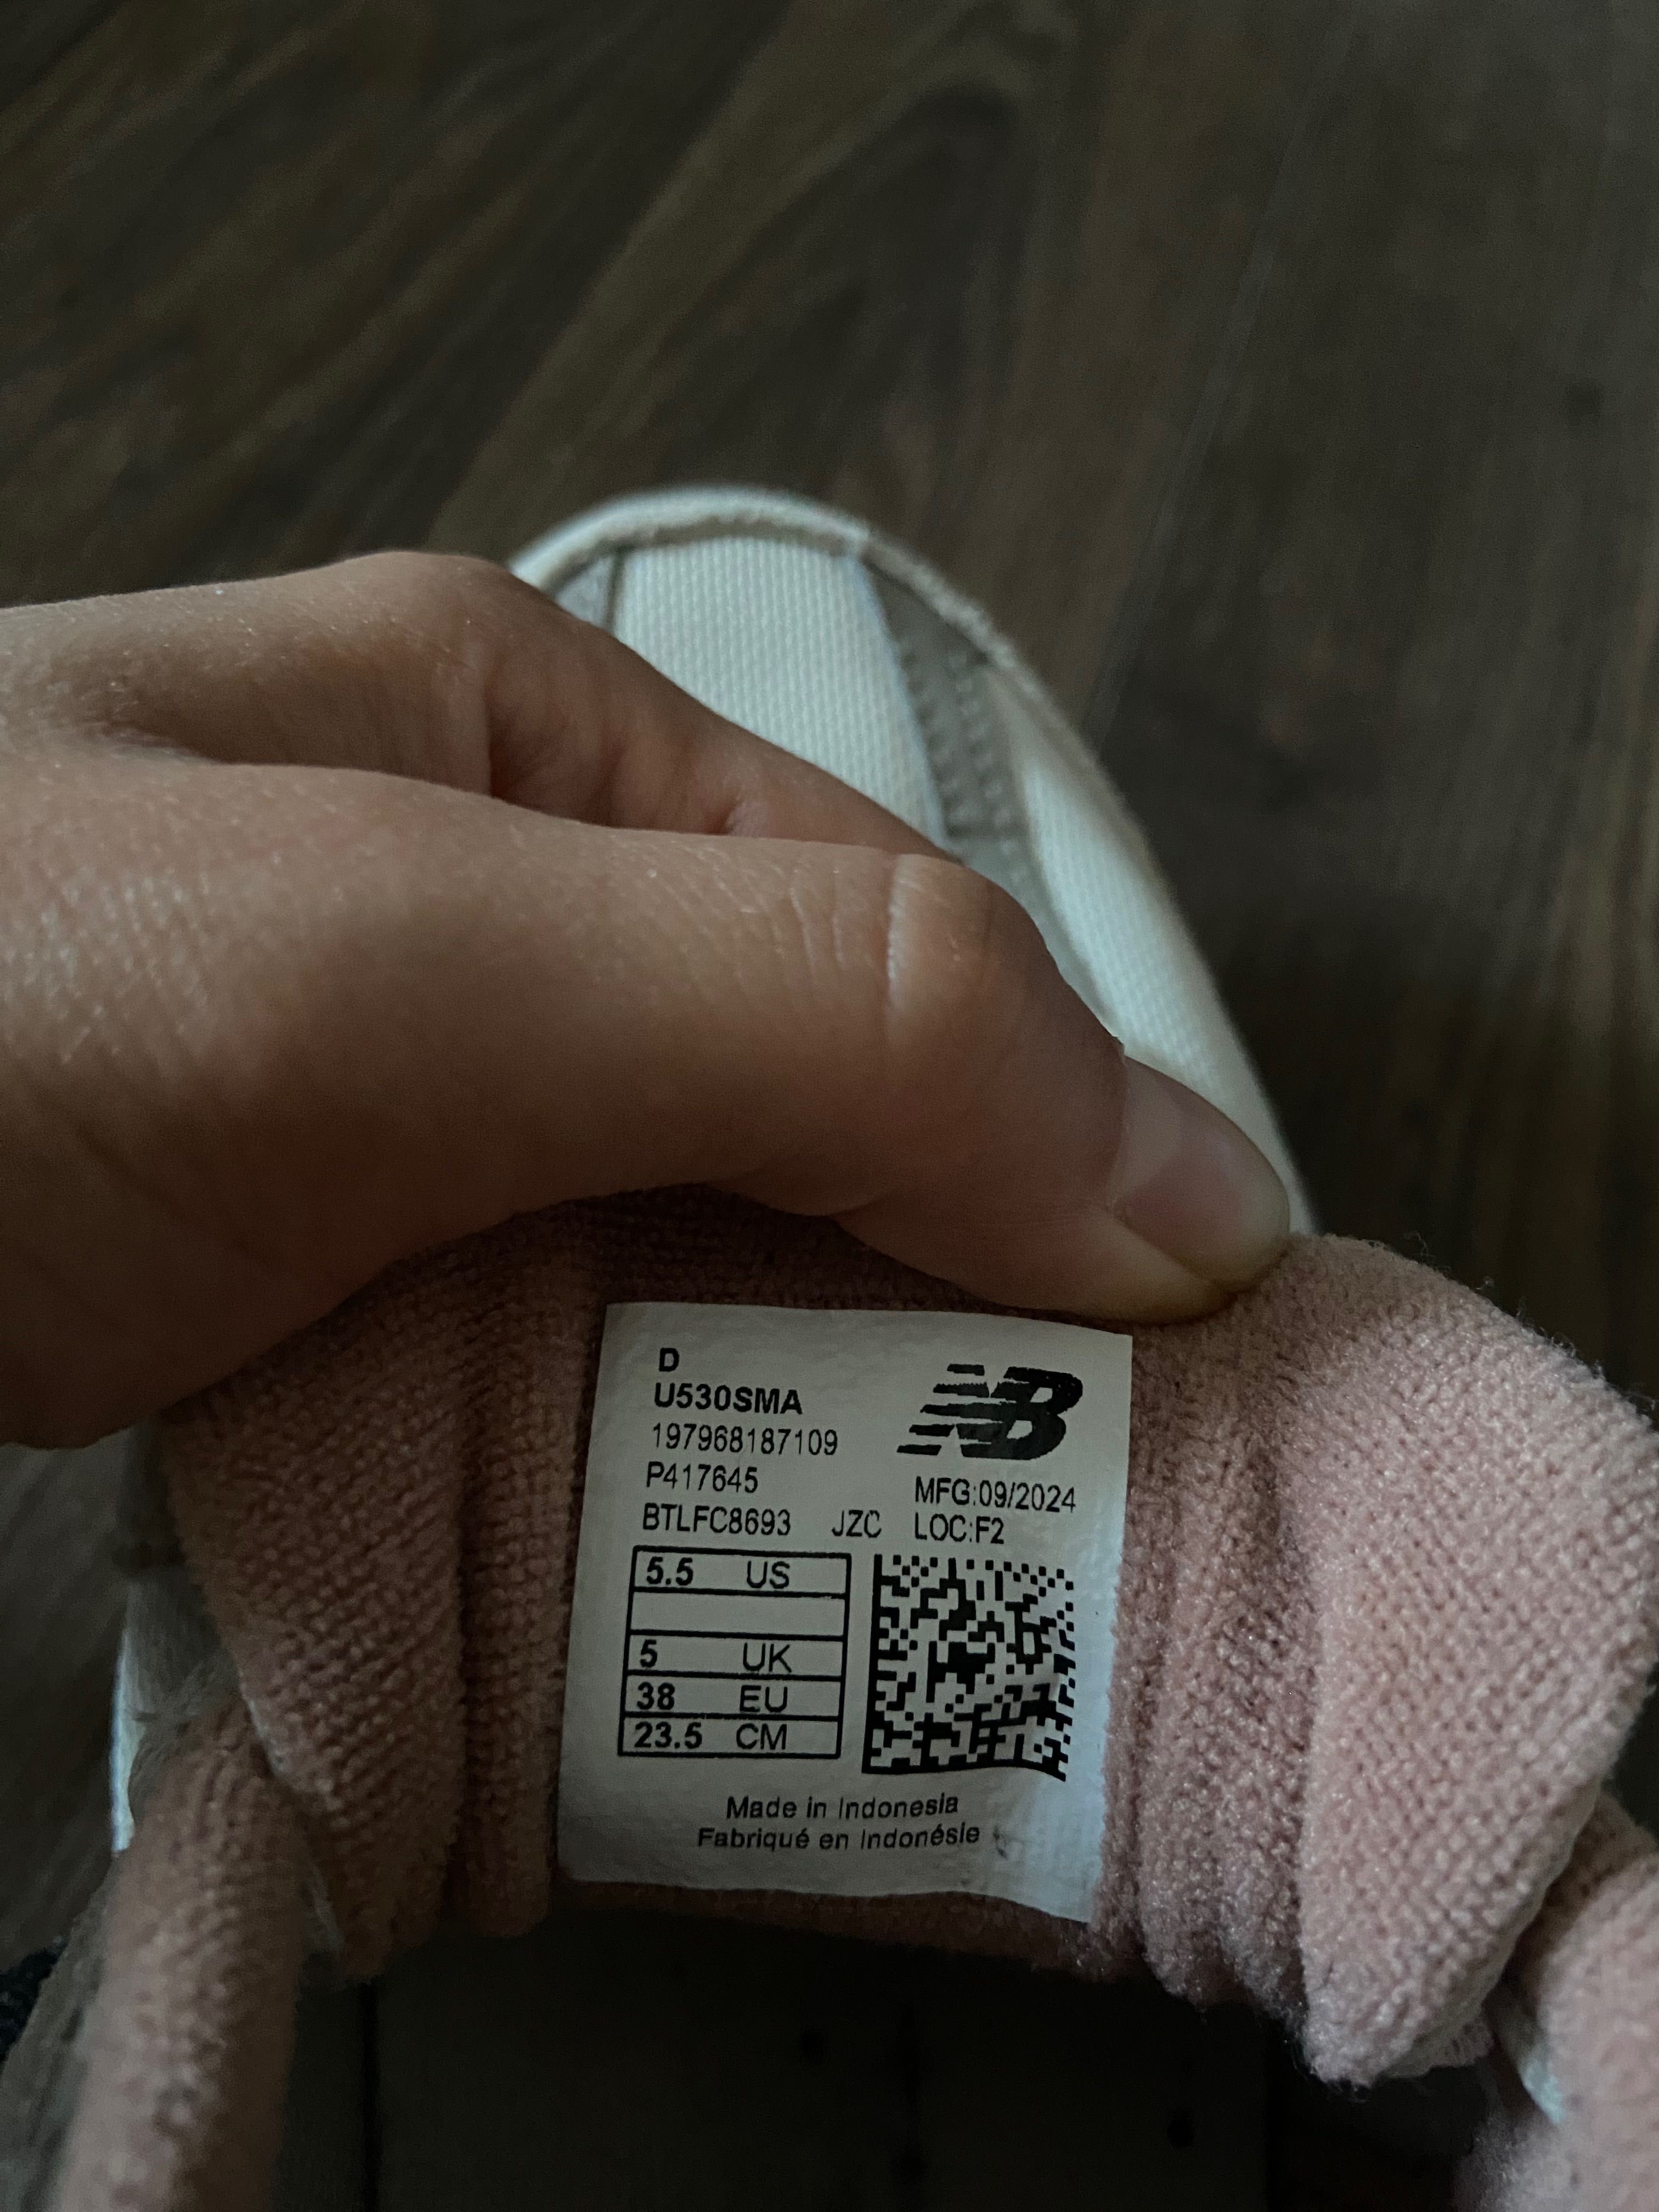 D
U530SMA
197968187109
P417645
BTLFC8693 JZC
NB
MFG:09/2024
LOC:F2
5.5 US
5 UK
38 EU
23.5 CM
Made in Indonesia
Fabriqué en Indonésie